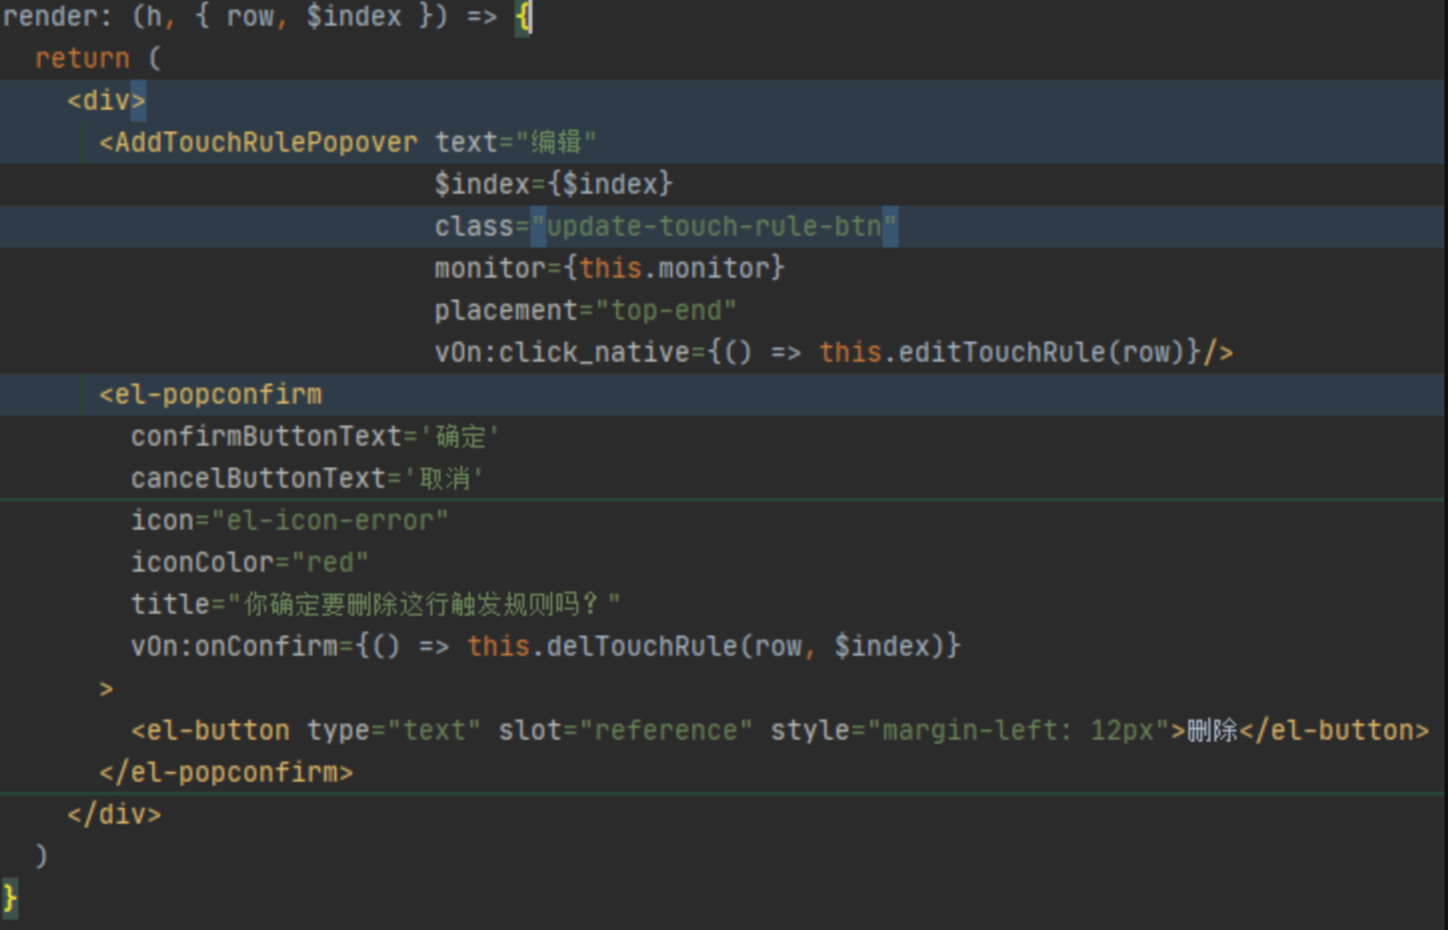 render: (h, { row, $index }) => {
return (
<div>
<AddTouchRulePopover text="编辑"
$index={$index}
class="update-touch-rule-btn"
monitor={this.monitor}
placement="top-end"
vOn:click_native={() => this.editTouchRule(row)}/>
<el-popconfirm
confirmButtonText='确定'
cancelButtonText='取消'
icon="el-icon-error"
iconColor="red"
title="你确定要删除这行触发规则吗？"
vOn:onConfirm={() => this.delTouchRule(row, $index)}
>
<el-button type="text" slot="reference" style="margin-left: 12px">删除</el-button>
</el-popconfirm>
</div>
)
}